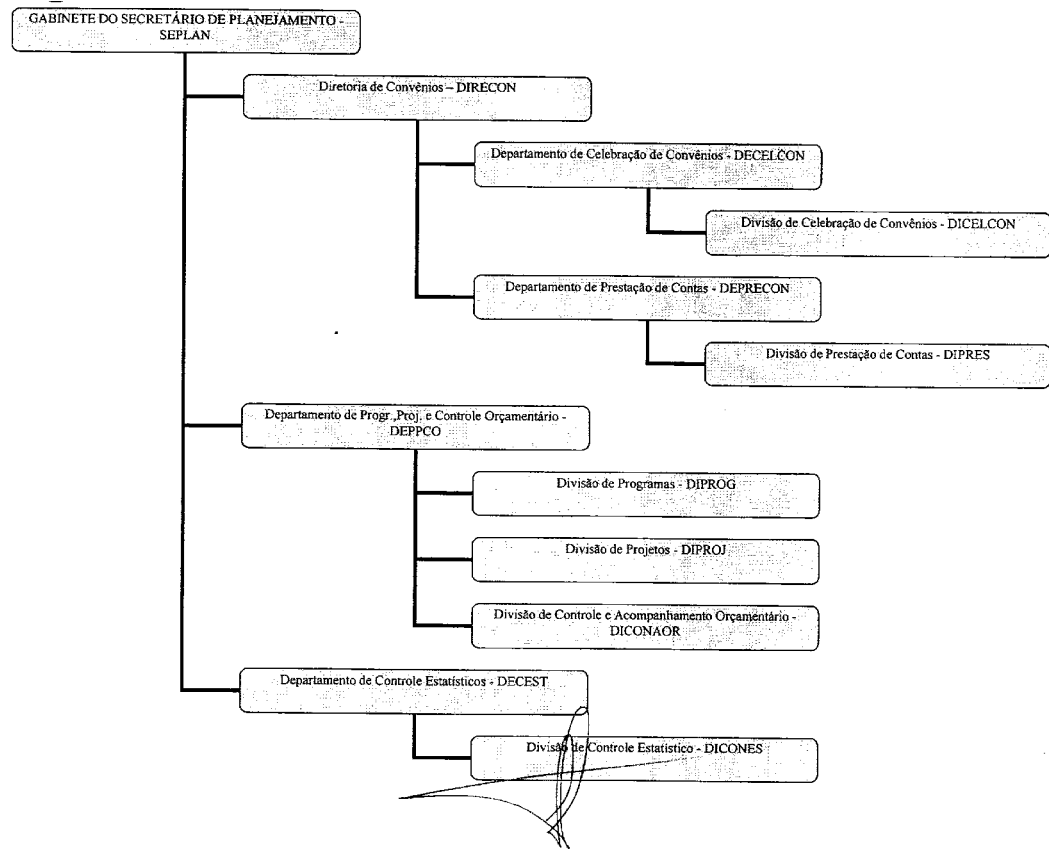 GABINETE DO SECRETÁRIO DE PLANEJAMENTO -
SEPLAN
Diretoria de Convênios – DIRECON
Departamento de Celebração de Convênios - DECELCON
Divisão de Celebração de Convênios - DICELCON
Departamento de Prestação de Contas - DEPRECON
Divisão de Prestação de Contas - DIPRES
Departamento de Progr.,Proj. e Controle Orçamentário -
DEPPCO
Divisão de Programas - DIPROG
Divisão de Projetos - DIPROJ
Divisão de Controle e Acompanhamento Orçamentário -
DICONAOR
Departamento de Controle Estatísticos - DECEST
Divisão de Controle Estatístico - DICONES